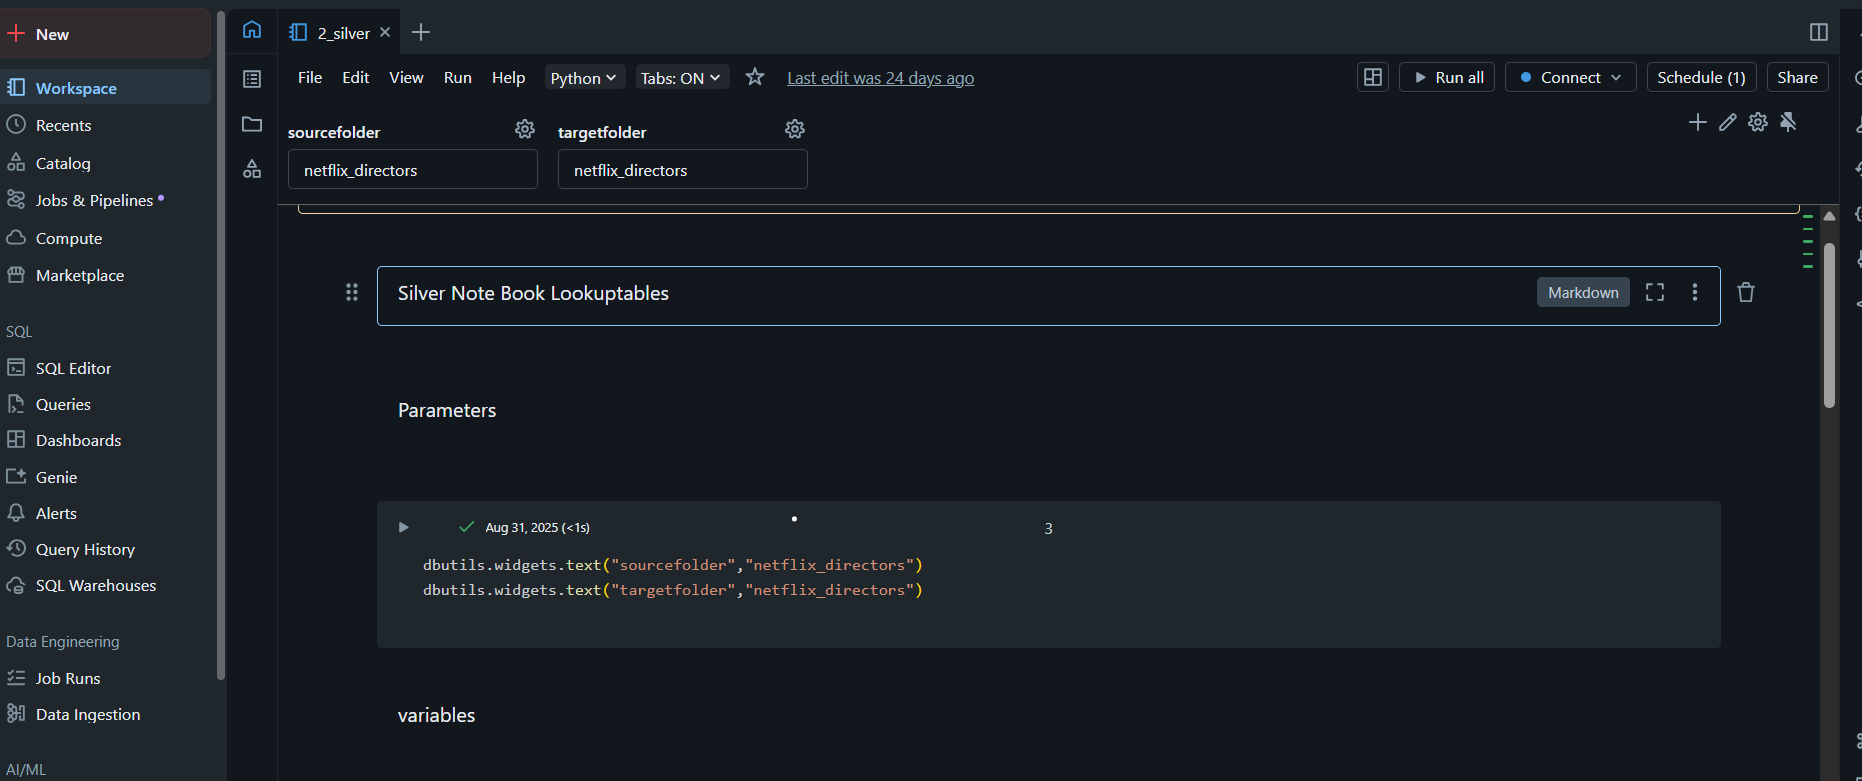 New
Workspace
Recents
Catalog
Jobs & Pipelines
Compute
Marketplace
SQL
SQL Editor
Queries
Dashboards
Genie
Alerts
Query History
SQL Warehouses
Data Engineering
Job Runs
Data Ingestion
AI/ML
2_silver
File Edit View Run Help Python Tabs: ON Last edit was 24 days ago Run all Connect Schedule (1) Share
sourcefolder targetfolder
netflix_directors netflix_directors
Silver Note Book Lookuptables Markdown
Parameters
Aug 31, 2025 (<1s) 3
dbutils.widgets.text("sourcefolder","netflix_directors")
dbutils.widgets.text("targetfolder","netflix_directors")
variables